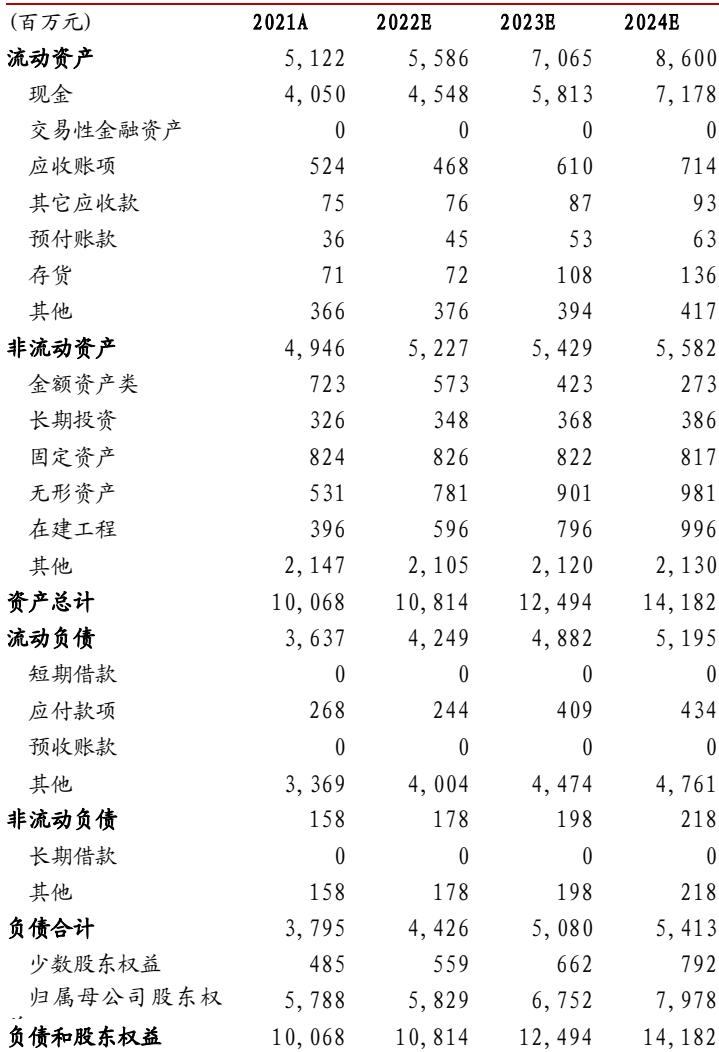 (百万元) 2021A 2022E 2023E 2024E
流动资产 5,122 5,586 7,065 8,600
现金 4,050 4,548 5,813 7,178
交易性金融资产 0 0 0 0
应收账项 524 468 610 714
其它应收款 75 76 87 93
预付账款 36 45 53 63
存货 71 72 108 136
其他 366 376 394 417
非流动资产 4,946 5,227 5,429 5,582
金额资产类 723 573 423 273
长期投资 326 348 368 386
固定资产 824 826 822 817
无形资产 531 781 901 981
在建工程 396 596 796 996
其他 2,147 2,105 2,120 2,130
资产总计 10,068 10,814 12,494 14,182
流动负债 3,637 4,249 4,882 5,195
短期借款 0 0 0 0
应付款项 268 244 409 434
预收账款 0 0 0 0
其他 3,369 4,004 4,474 4,761
非流动负债 158 178 198 218
长期借款 0 0 0 0
其他 158 178 198 218
负债合计 3,795 4,426 5,080 5,413
少数股东权益 485 559 662 792
归属母公司股东权 5,788 5,829 6,752 7,978
负债和股东权益 10,068 10,814 12,494 14,182